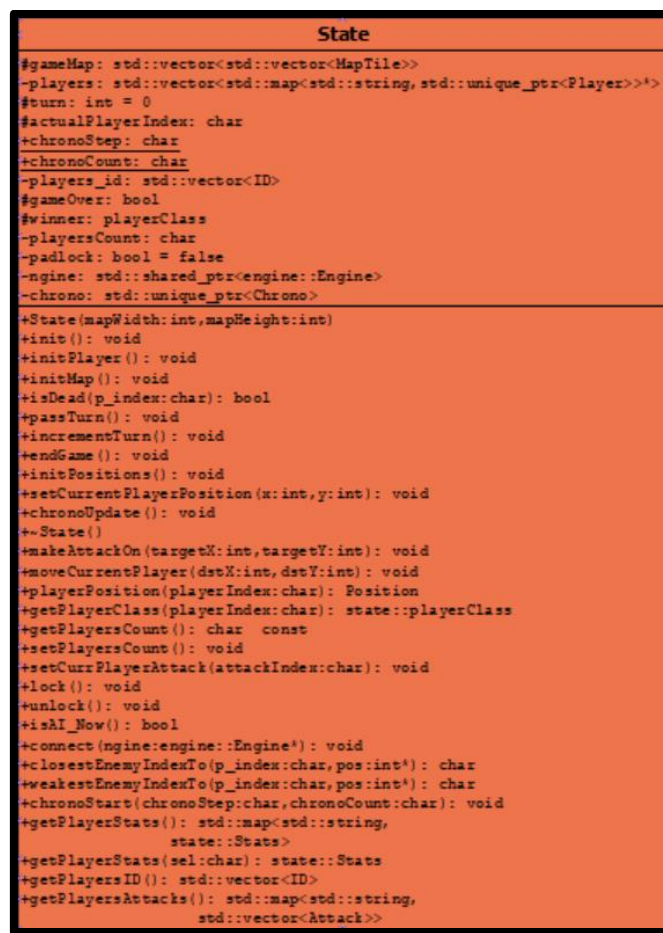 State
#gameMap: std::vector<std::vector<MapTile>>
-players: std::vector<std::map<std::string,std::unique_ptr<Player>>*>
#turn: int = 0
#actualPlayerIndex: char
+chronoStep: char
+chronoCount: char
-players_id: std::vector<ID>
#gameOver: bool
#winner: playerClass
-playersCount: char
-padlock: bool = false
-ngine: std::shared_ptr<engine::Engine>
-chrono: std::unique_ptr<Chrono>
+State(mapWidth:int,mapHeight:int)
+init(): void
+initPlayer(): void
+initMap(): void
+isDead(p_index:char): bool
+passTurn(): void
+incrementTurn(): void
+endGame(): void
+initPositions(): void
+setCurrentPlayerPosition(x:int,y:int): void
+chronoUpdate(): void
+~State()
+makeAttackOn(targetX:int,targetY:int): void
+moveCurrentPlayer(dstX:int,dstY:int): void
+playerPosition(playerIndex:char): Position
+getPlayerClass(playerIndex:char): state::playerClass
+getPlayersCount(): char const
+setPlayersCount(): void
+setCurrPlayerAttack(attackIndex:char): void
+lock(): void
+unlock(): void
+isAI_Now(): bool
+connect(ngine:engine::Engine*): void
+closestEnemyIndexTo(p_index:char,pos:int*): char
+weakestEnemyIndexTo(p_index:char,pos:int*): char
+chronoStart(chronoStep:char,chronoCount:char): void
+getPlayerStats(): std::map<std::string,
state::Stats>
+getPlayerStats(sel:char): state::Stats
+getPlayersID(): std::vector<ID>
+getPlayersAttacks(): std::map<std::string,
std::vector<Attack>>